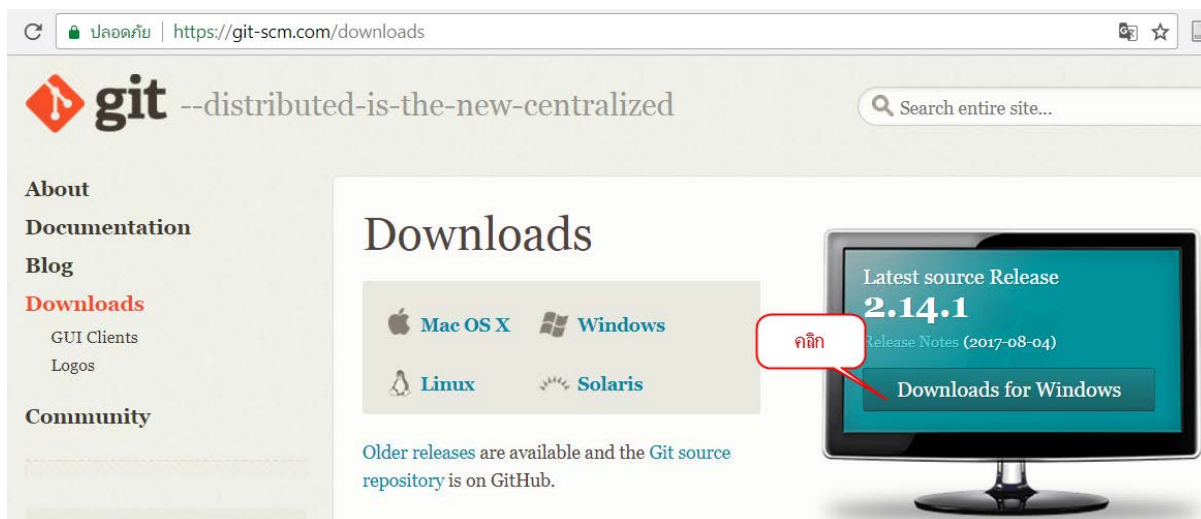 ปลอดภัย | https://git-scm.com/downloads
git --distributed-is-the-new-centralized
Search entire site...
About
Documentation
Blog
Downloads
GUI Clients
Logos
Community
Downloads
Mac OS X
Windows
Linux
Solaris
Older releases are available and the Git source
repository is on GitHub.
Latest source Release
2.14.1
Release Notes (2017-08-04)
Downloads for Windows
คลิก